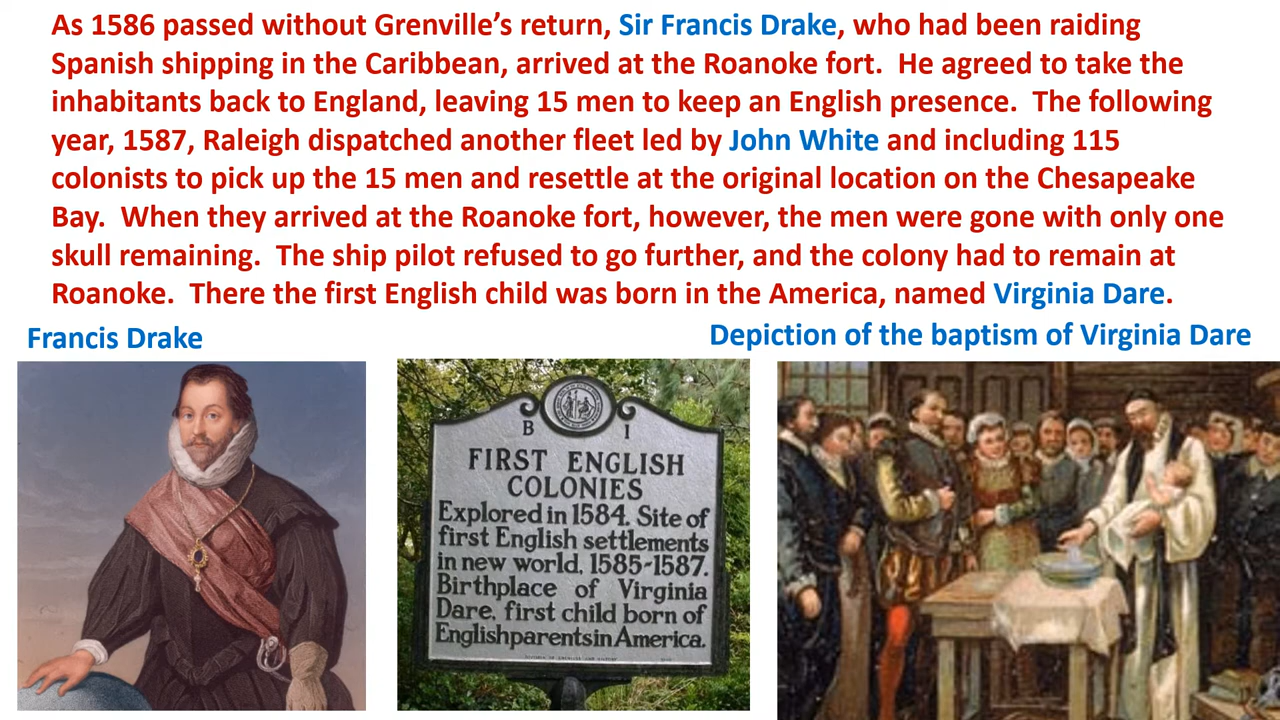 As 1586 passed without Grenville’s return, Sir Francis Drake, who had been raiding
Spanish shipping in the Caribbean, arrived at the Roanoke fort.  He agreed to take the
inhabitants back to England, leaving 15 men to keep an English presence.  The following
year, 1587, Raleigh dispatched another fleet led by John White and including 115
colonists to pick up the 15 men and resettle at the original location on the Chesapeake
Bay.  When they arrived at the Roanoke fort, however, the men were gone with only one
skull remaining.  The ship pilot refused to go further, and the colony had to remain at
Roanoke.  There the first English child was born in the America, named Virginia Dare.
Francis Drake
Depiction of the baptism of Virginia Dare
B I
FIRST ENGLISH
COLONIES
Explored in 1584. Site of
first English settlements
in new world, 1585-1587.
Birthplace of Virginia
Dare, first child born of
English parents in America.